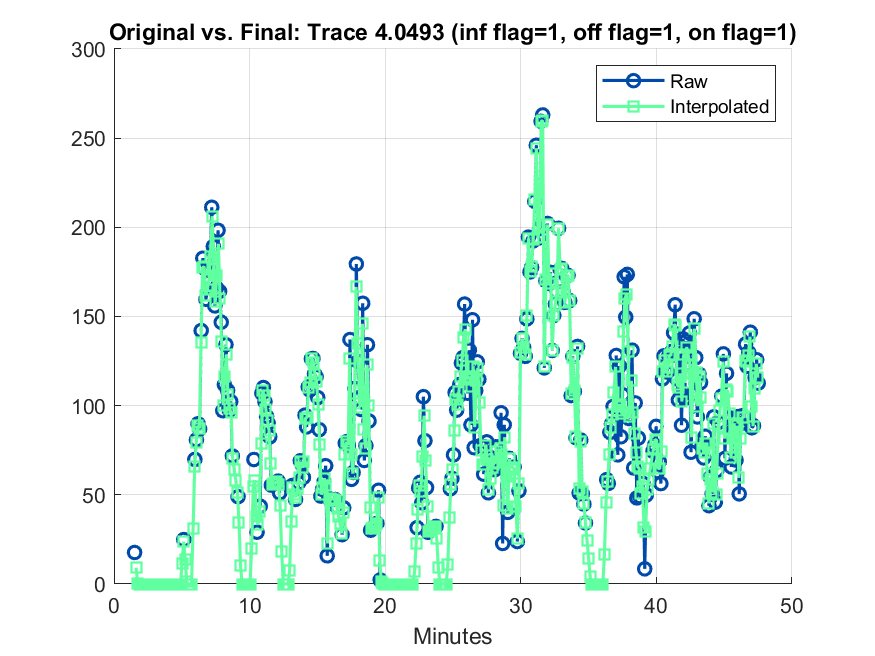 Original vs. Final: Trace 4.0493 (inf flag=1, off flag=1, on flag=1)
300
250
200
150
100
50
0
Raw
Interpolated
0 10 20 30 40 50
Minutes